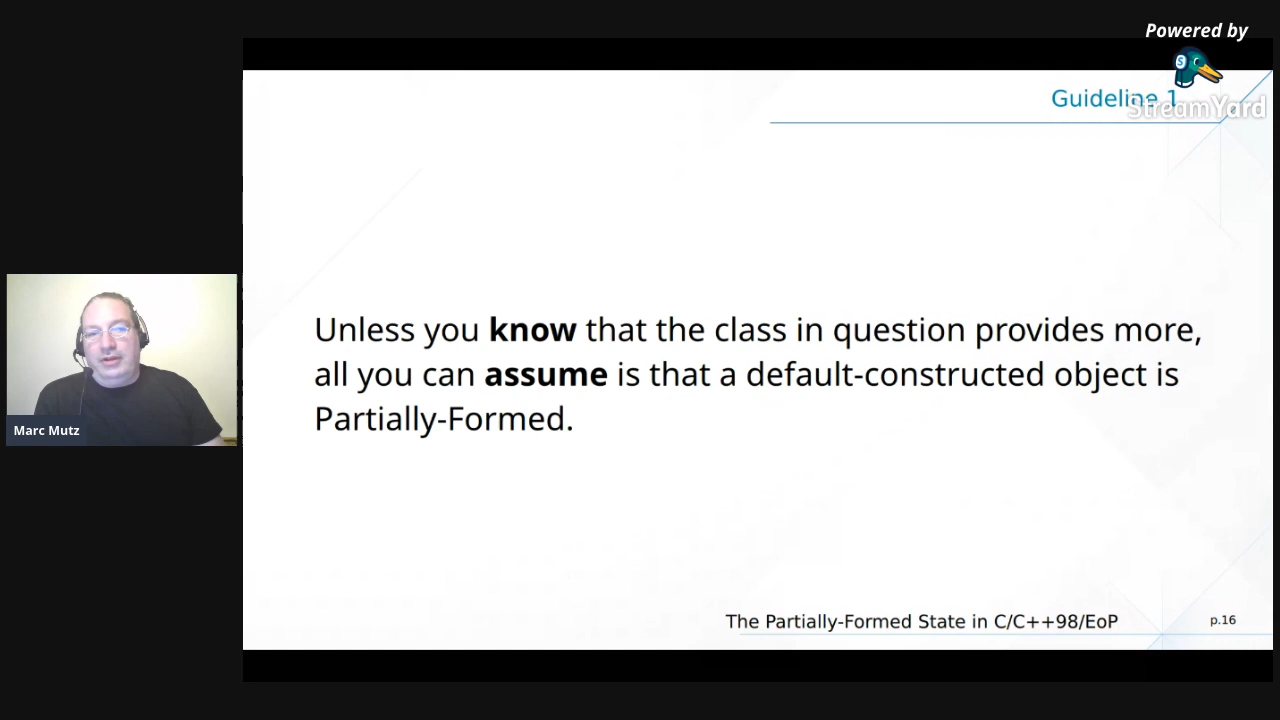 Powered by
StreamYard
Guideline 1
Unless you know that the class in question provides more,
all you can assume is that a default-constructed object is
Partially-Formed.
Marc Mutz
The Partially-Formed State in C/C++98/EoP
p.16